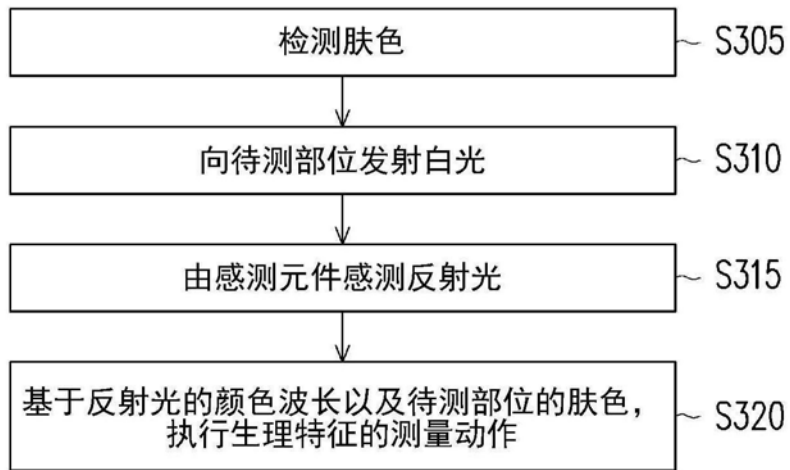 检测肤色
S305
向待测部位发射白光
S310
由感测元件感测反射光
S315
基于反射光的颜色波长以及待测部位的肤色，
执行生理特征的测量动作
S320